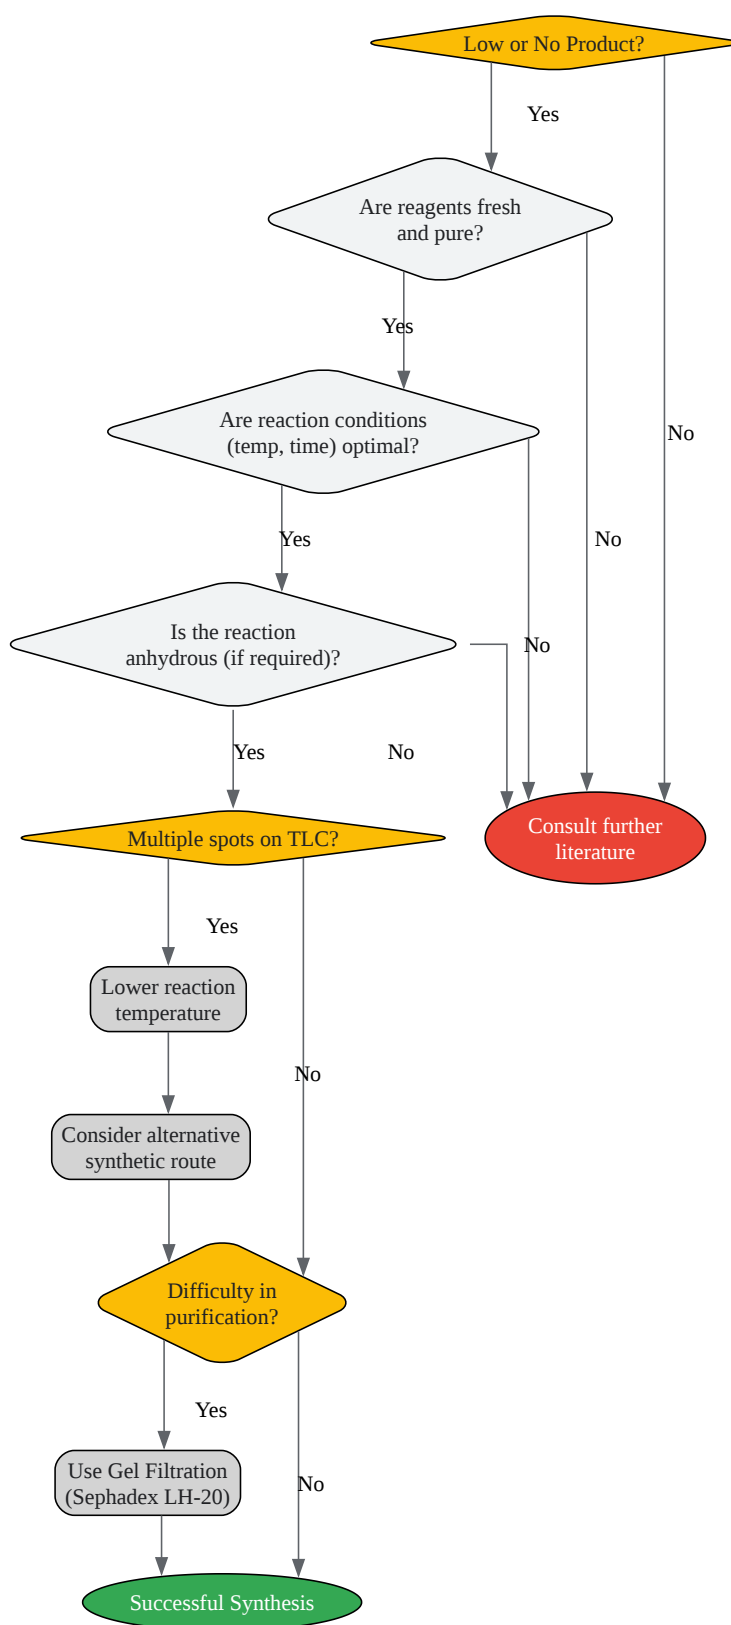 Low or No Product?
Yes
Are reagents fresh
and pure?
Yes
Are reaction conditions
(temp, time) optimal?
No
Yes
No
Is the reaction
anhydrous (if required)?
No
Yes
No
Multiple spots on TLC?
Consult further
literature
Yes
Lower reaction
temperature
No
Consider alternative
synthetic route
Difficulty in
purification?
Yes
Use Gel Filtration
(Sephadex LH-20)
No
Successful Synthesis